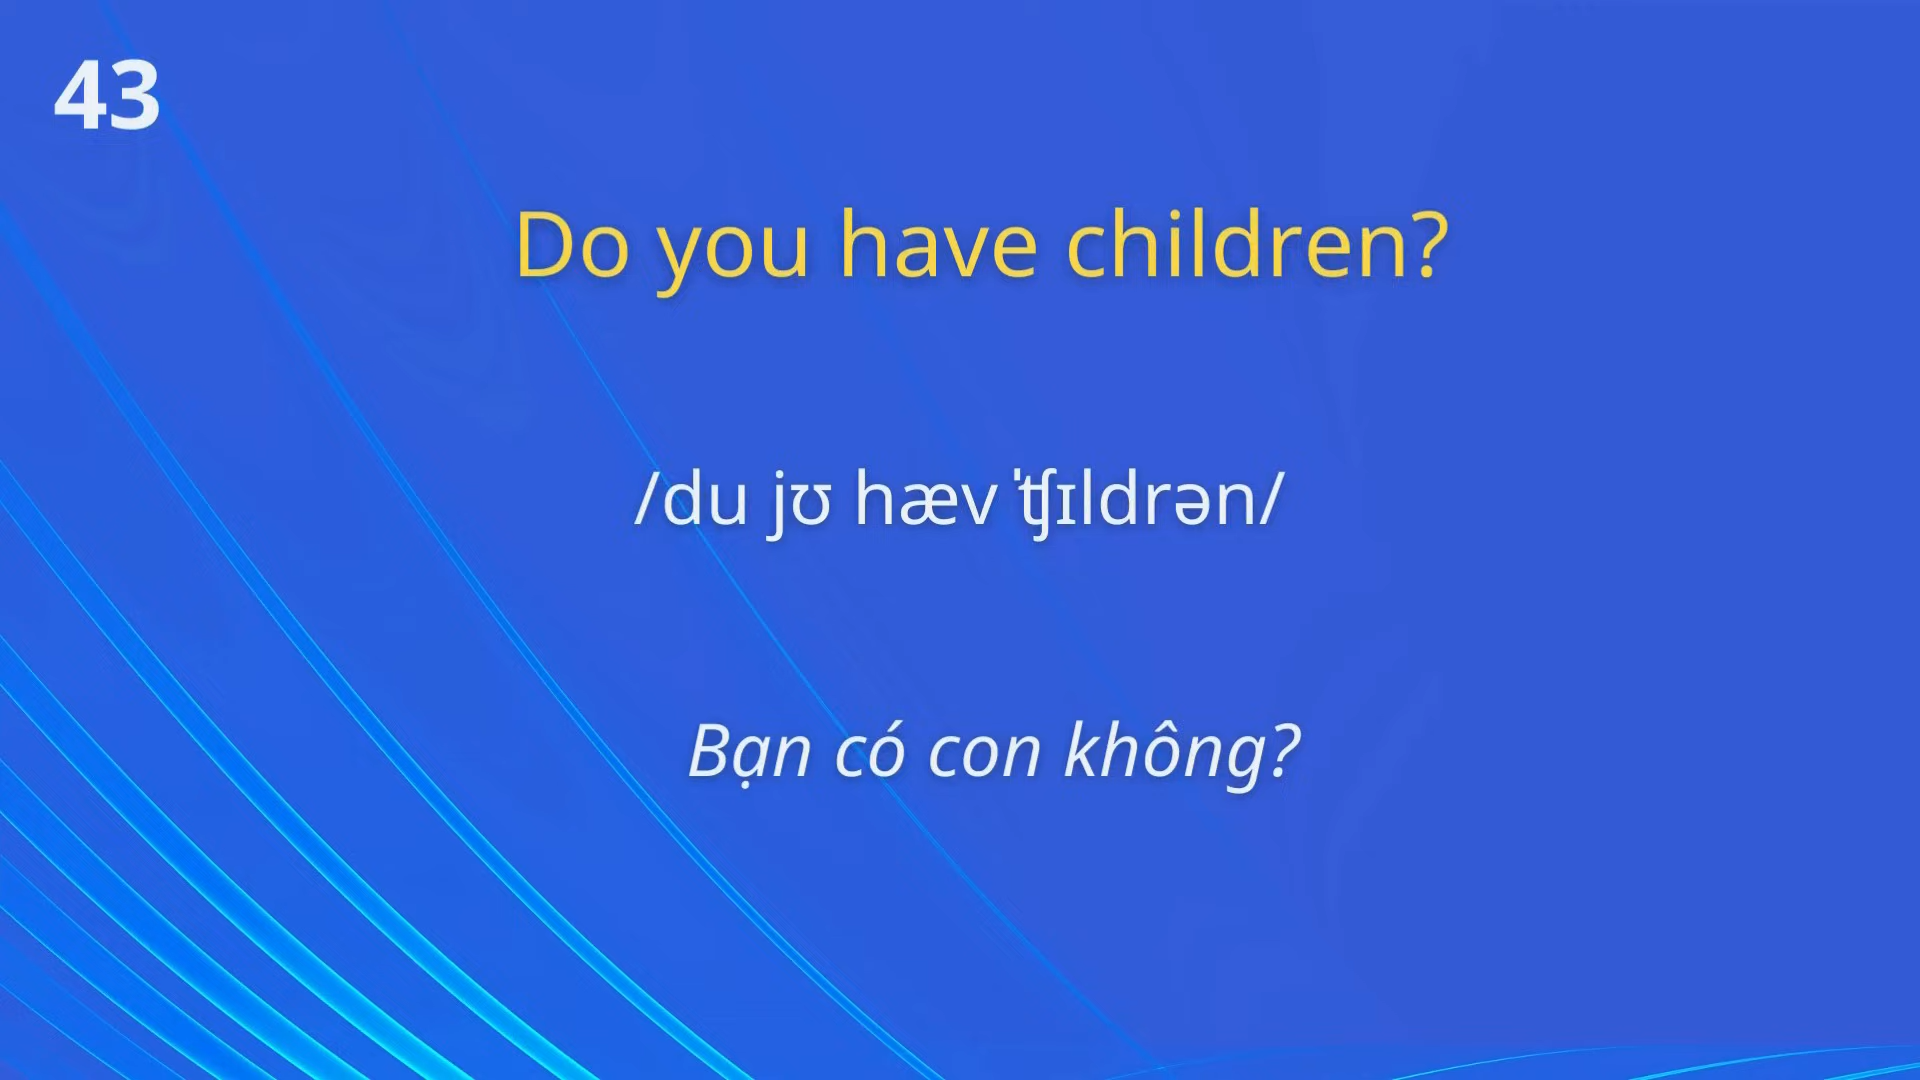 43
Do you have children?
/du jʊ hæv ˈʧɪldrən/
Bạn có con không?